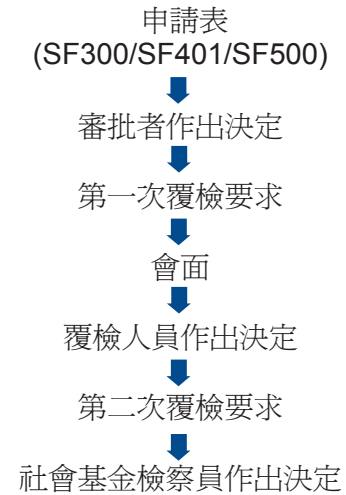 申請表
(SF300/SF401/SF500)
審批者作出決定
第一次覆檢要求
會面
覆檢人員作出決定
第二次覆檢要求
社會基金檢察員作出決定